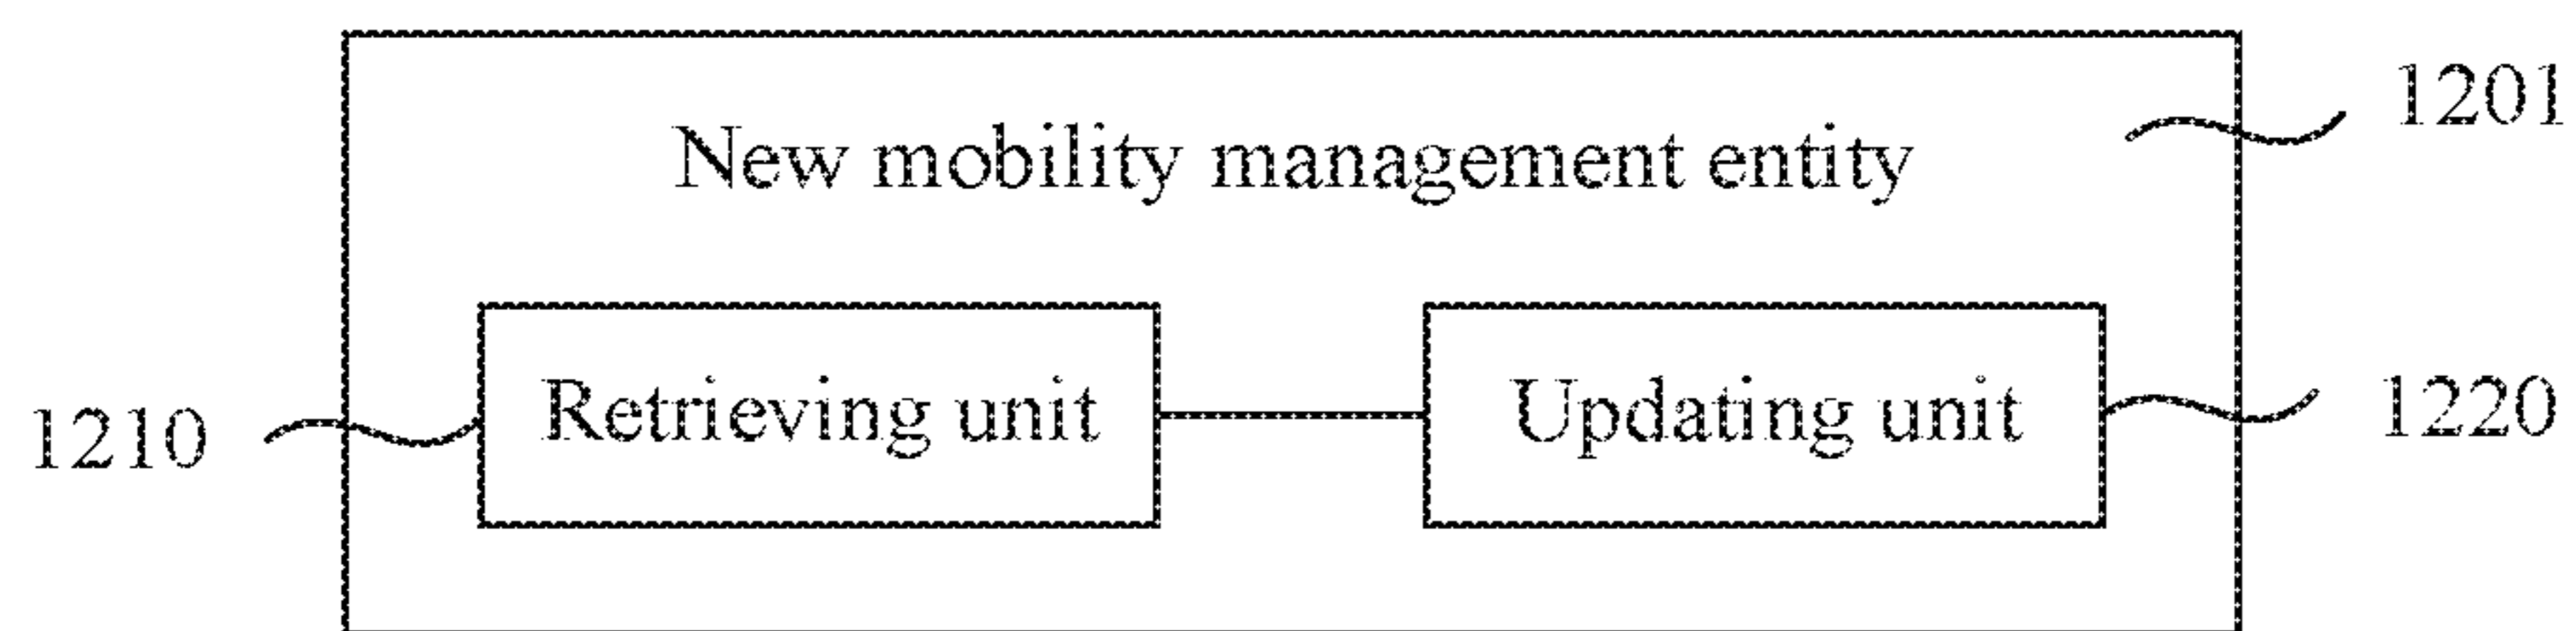 New mobility management entity
1201
1210
Retrieving unit
Updating unit
1220